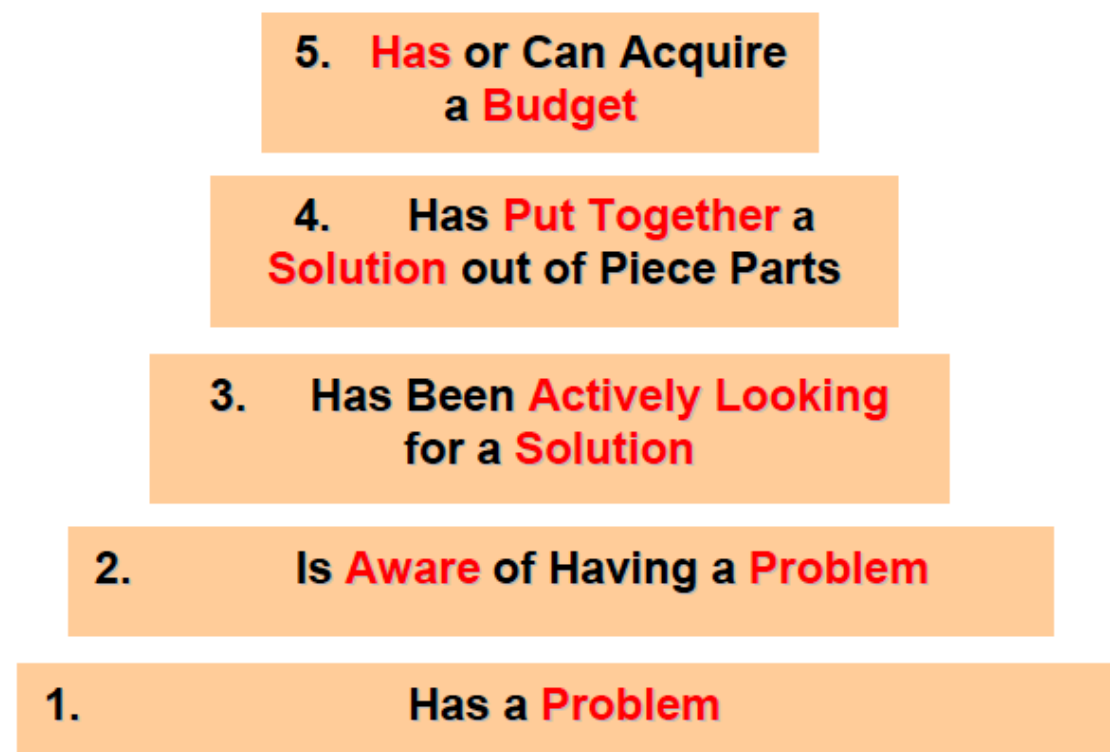 5. Has or Can Acquire
a Budget
4. Has Put Together a
Solution out of Piece Parts
3. Has Been Actively Looking
for a Solution
2. Is Aware of Having a Problem
1. Has a Problem